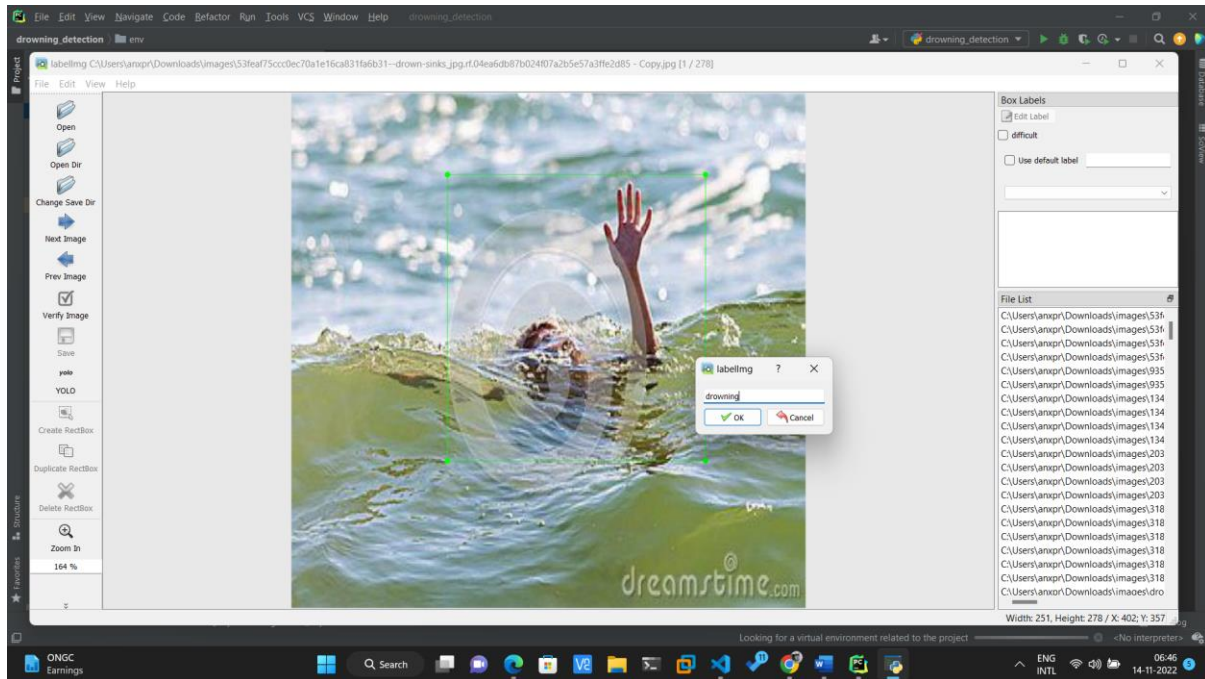 File Edit View Navigate Code Refactor Run Tools VCS Window Help drowning_detection
drowning_detection env
drowning_detection
Project
labelImg C:\Users\anxpr\Downloads\images\53feaf75ccc0ec70a1e16ca831fa6b31--drown-sinks_jpg.rf.04ea6db87b024f07a2b5e57a3ffe2d85 - Copy.jpg [1 / 278]
File Edit View Help
Open
Open Dir
Change Save Dir
Next Image
Prev Image
Verify Image
Save
yolo
YOLO
Create RectBox
Duplicate RectBox
Delete RectBox
Zoom In
164 %
Structure
Favorites
labelImg ? X
drowning
OK Cancel
dreamstime.com
Box Labels
Edit Label
difficult
Use default label
File List
C:\Users\anxpr\Downloads\images\53f
C:\Users\anxpr\Downloads\images\53f
C:\Users\anxpr\Downloads\images\53f
C:\Users\anxpr\Downloads\images\53f
C:\Users\anxpr\Downloads\images\935
C:\Users\anxpr\Downloads\images\935
C:\Users\anxpr\Downloads\images\134
C:\Users\anxpr\Downloads\images\134
C:\Users\anxpr\Downloads\images\134
C:\Users\anxpr\Downloads\images\134
C:\Users\anxpr\Downloads\images\203
C:\Users\anxpr\Downloads\images\203
C:\Users\anxpr\Downloads\images\203
C:\Users\anxpr\Downloads\images\203
C:\Users\anxpr\Downloads\images\318
C:\Users\anxpr\Downloads\images\318
C:\Users\anxpr\Downloads\images\318
C:\Users\anxpr\Downloads\images\318
C:\Users\anxpr\Downloads\images\318
C:\Users\anxpr\Downloads\images\318
C:\Users\anxpr\Downloads\images\dro
Width: 251, Height: 278 / X: 402; Y: 357
Database
SciView
Looking for a virtual environment related to the project
<No interpreter>
ONGC
Earnings
Search
ENG
INTL
06:46
14-11-2022